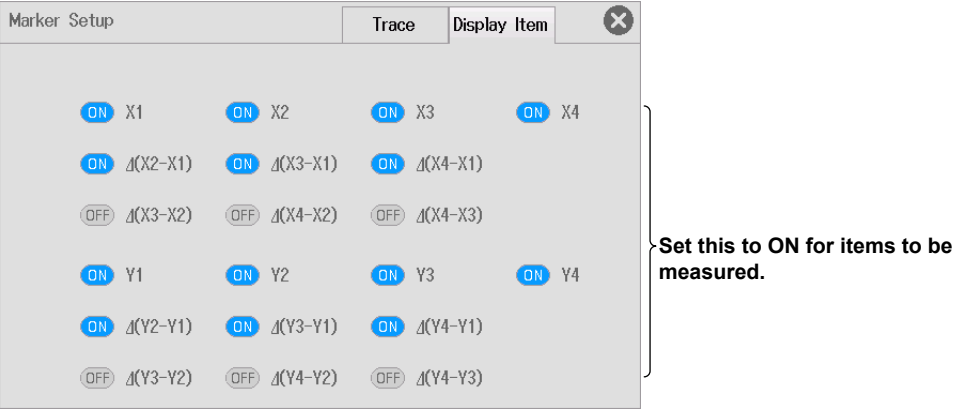 Marker Setup Trace Display Item
ON X1 ON X2 ON X3 ON X4
ON Δ(X2-X1) ON Δ(X3-X1) ON Δ(X4-X1)
OFF Δ(X3-X2) OFF Δ(X4-X2) OFF Δ(X4-X3)
Set this to ON for items to be
measured.
ON Y1 ON Y2 ON Y3 ON Y4
ON Δ(Y2-Y1) ON Δ(Y3-Y1) ON Δ(Y4-Y1)
OFF Δ(Y3-Y2) OFF Δ(Y4-Y2) OFF Δ(Y4-Y3)